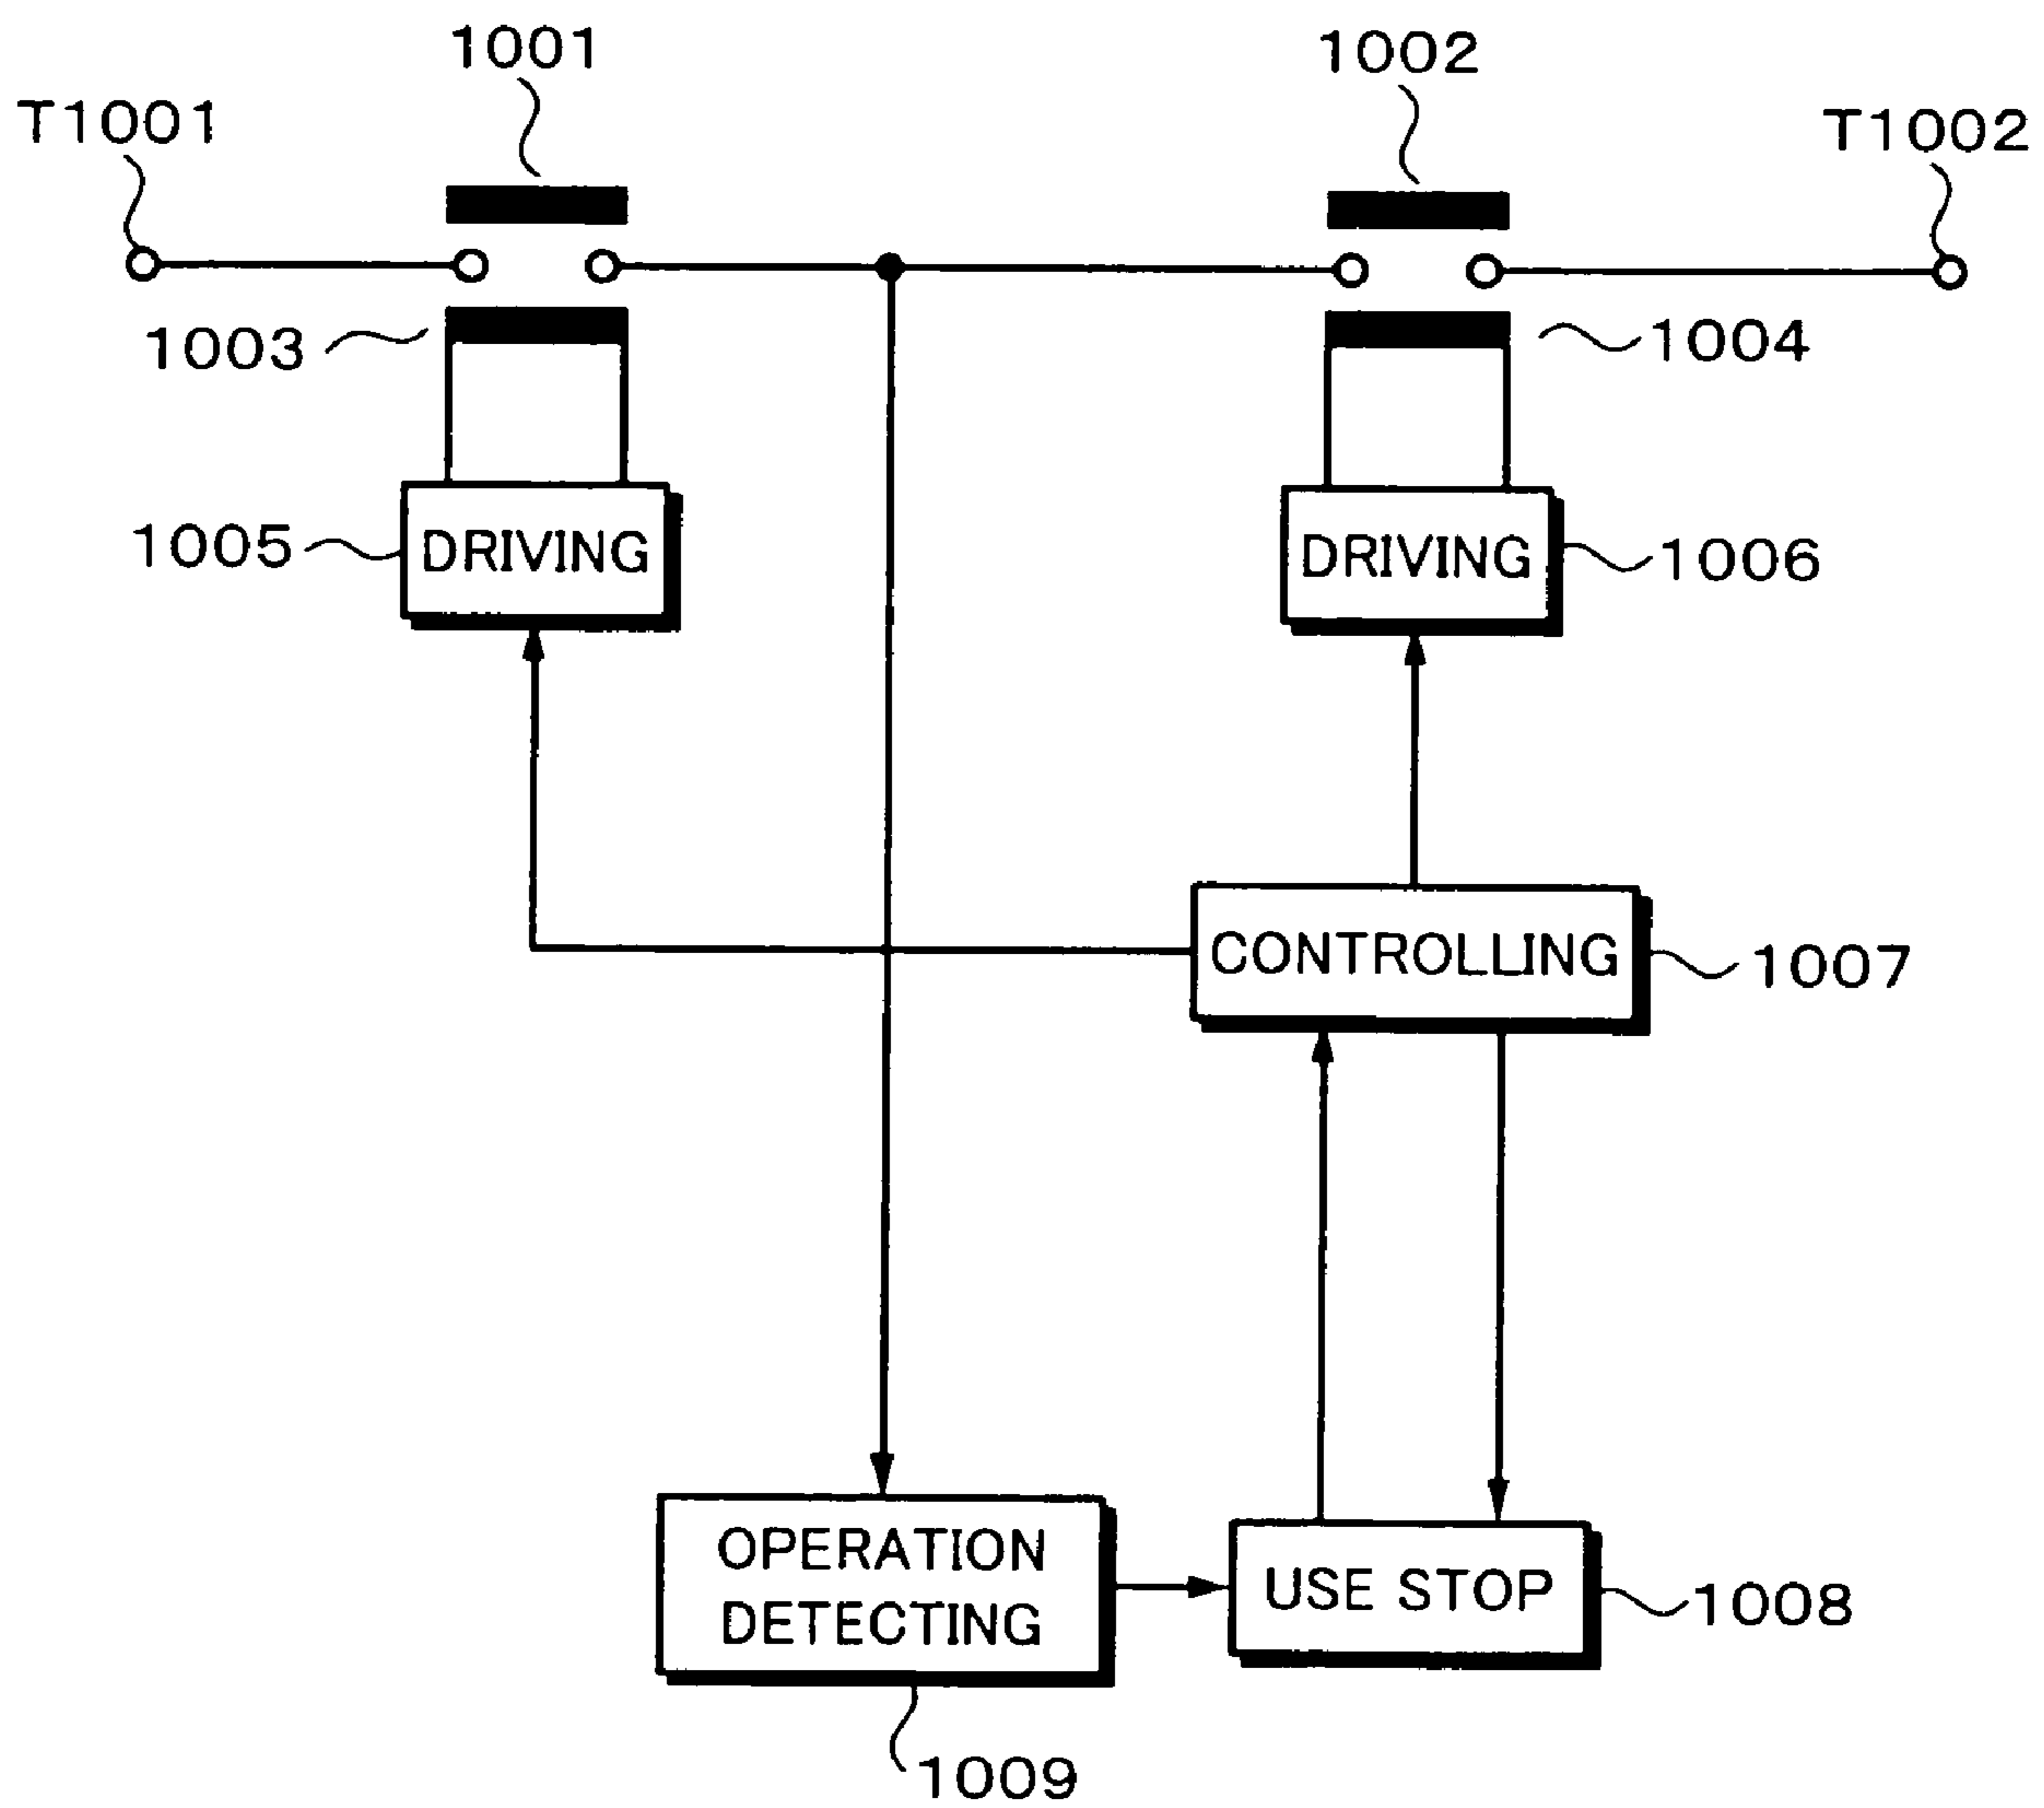 1001
1002
T1001
T1002
1003
1004
1005
DRIVING
DRIVING
1006
CONTROLLING
1007
OPERATION
DETECTING
USE STOP
1008
1009